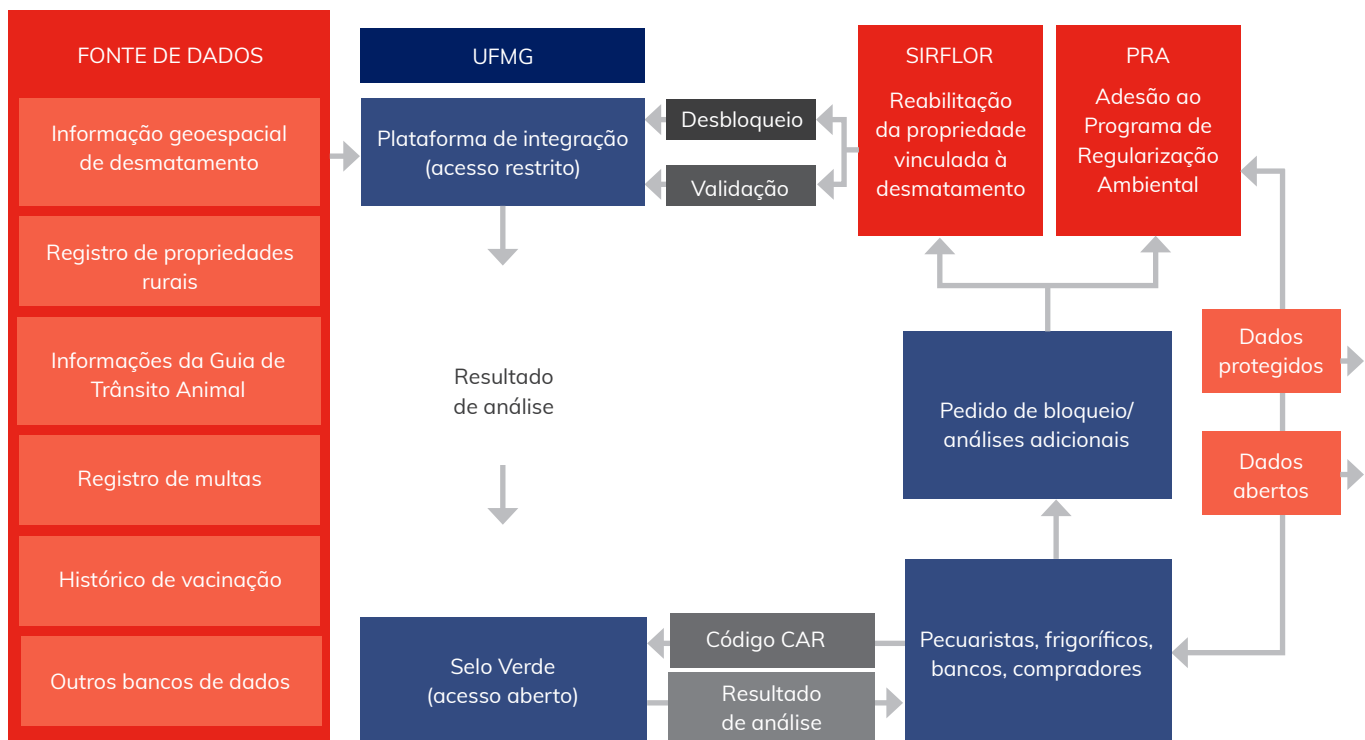 FONTE DE DADOS
Informação geoespacial
de desmatamento
Registro de propriedades
rurais
Informações da Guia de
Trânsito Animal
Registro de multas
Histórico de vacinação
Outros bancos de dados
UFMG
Plataforma de integração
(acesso restrito)
Desbloqueio
Validação
SIRFLOR
Reabilitação
da propriedade
vinculada à
desmatamento
PRA
Adesão ao
Programa de
Regularização
Ambiental
Resultado
de análise
Pedido de bloqueio/
análises adicionais
Dados
protegidos
Dados
abertos
Selo Verde
(acesso aberto)
Código CAR
Resultado
de análise
Pecuaristas, frigoríficos,
bancos, compradores